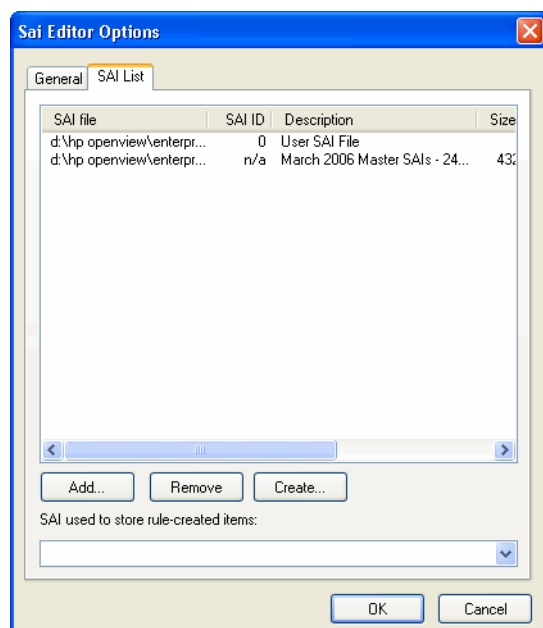 Sai Editor Options
General SAI List
SAI file SAI ID Description Size
d:\hp openview\enterpr... 0 User SAI File
d:\hp openview\enterpr... n/a March 2006 Master SAIs - 24... 432
Add... Remove Create...
SAI used to store rule-created items:
OK Cancel